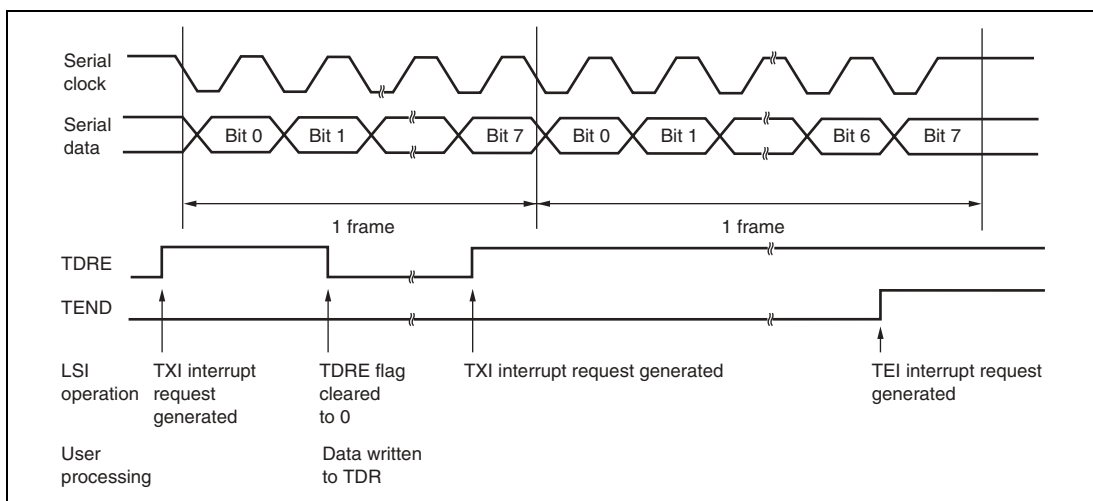 Serial
clock
Serial
data
Bit 0
Bit 1
Bit 7
Bit 0
Bit 1
Bit 6
Bit 7
1 frame
1 frame
TDRE
TEND
LSI
operation
TXI interrupt
request
generated
TDRE flag
cleared
to 0
TXI interrupt request generated
TEI interrupt request
generated
User
processing
Data written
to TDR